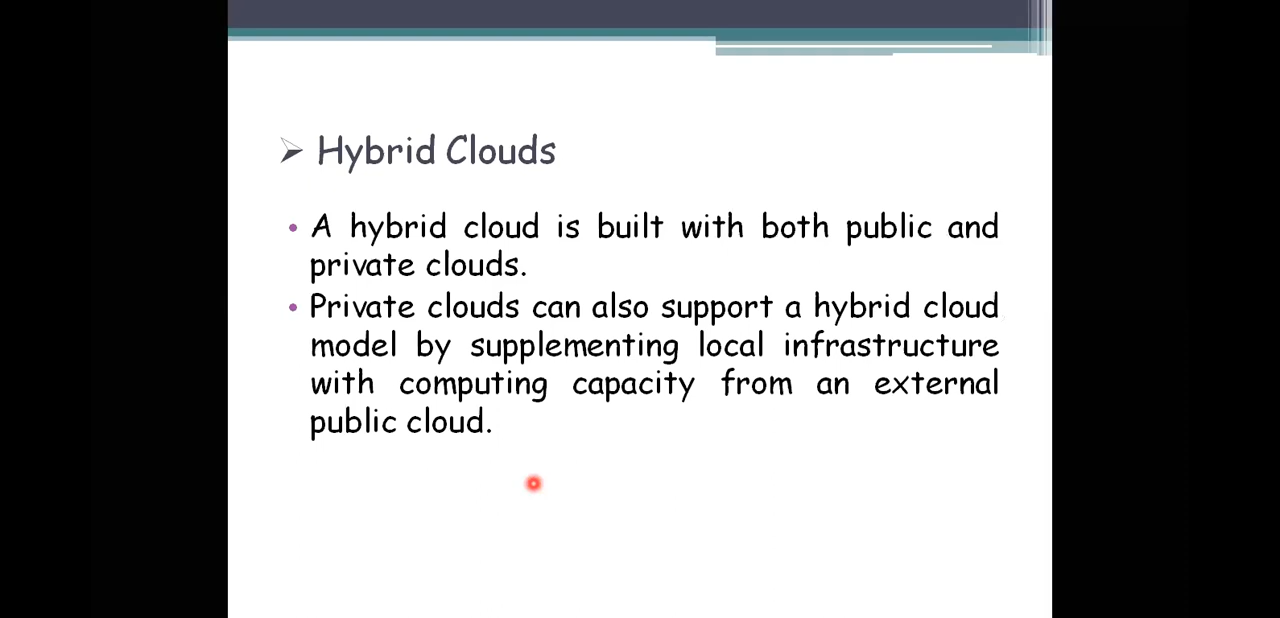 Hybrid Clouds
A hybrid cloud is built with both public and
private clouds.
Private clouds can also support a hybrid cloud
model by supplementing local infrastructure
with computing capacity from an external
public cloud.